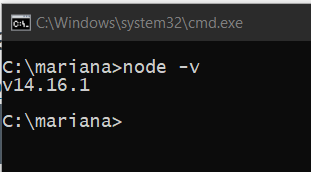 C:\Windows\system32\cmd.exe
C:\mariana>node -v
v14.16.1
C:\mariana>